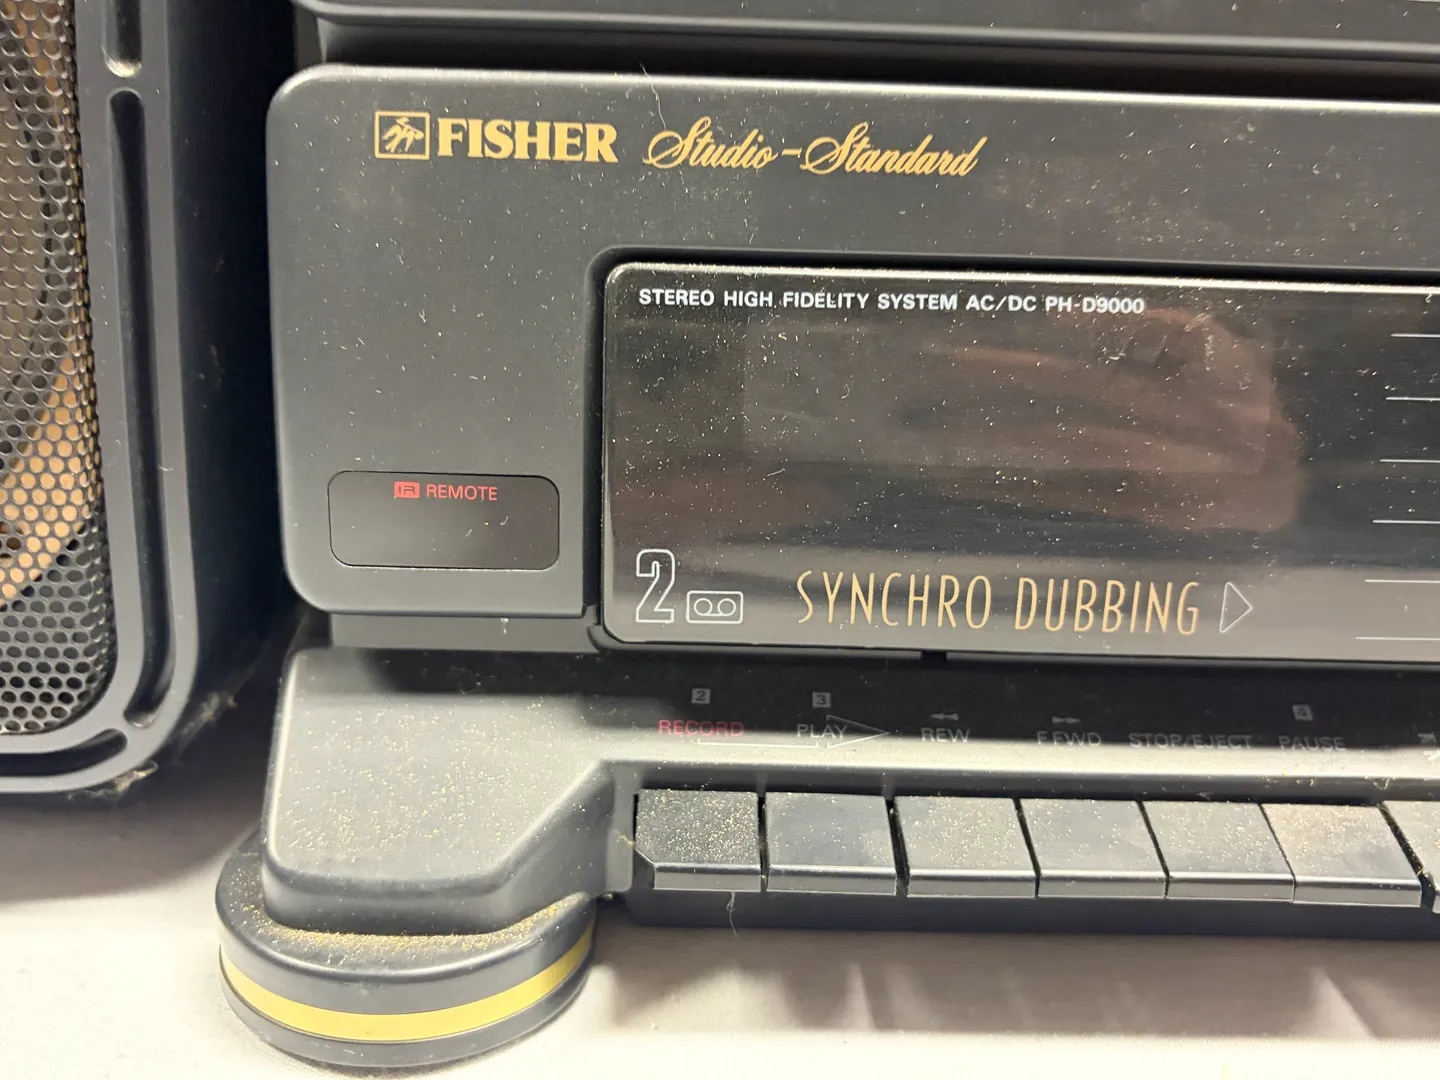 FISHER Studio-Standard
STEREO HIGH FIDELITY SYSTEM AC/DC PH-D9000
IR REMOTE
2 SYNCHRO DUBBING
2 3 4
RECORD PLAY REW F FWD STOP/EJECT PAUSE